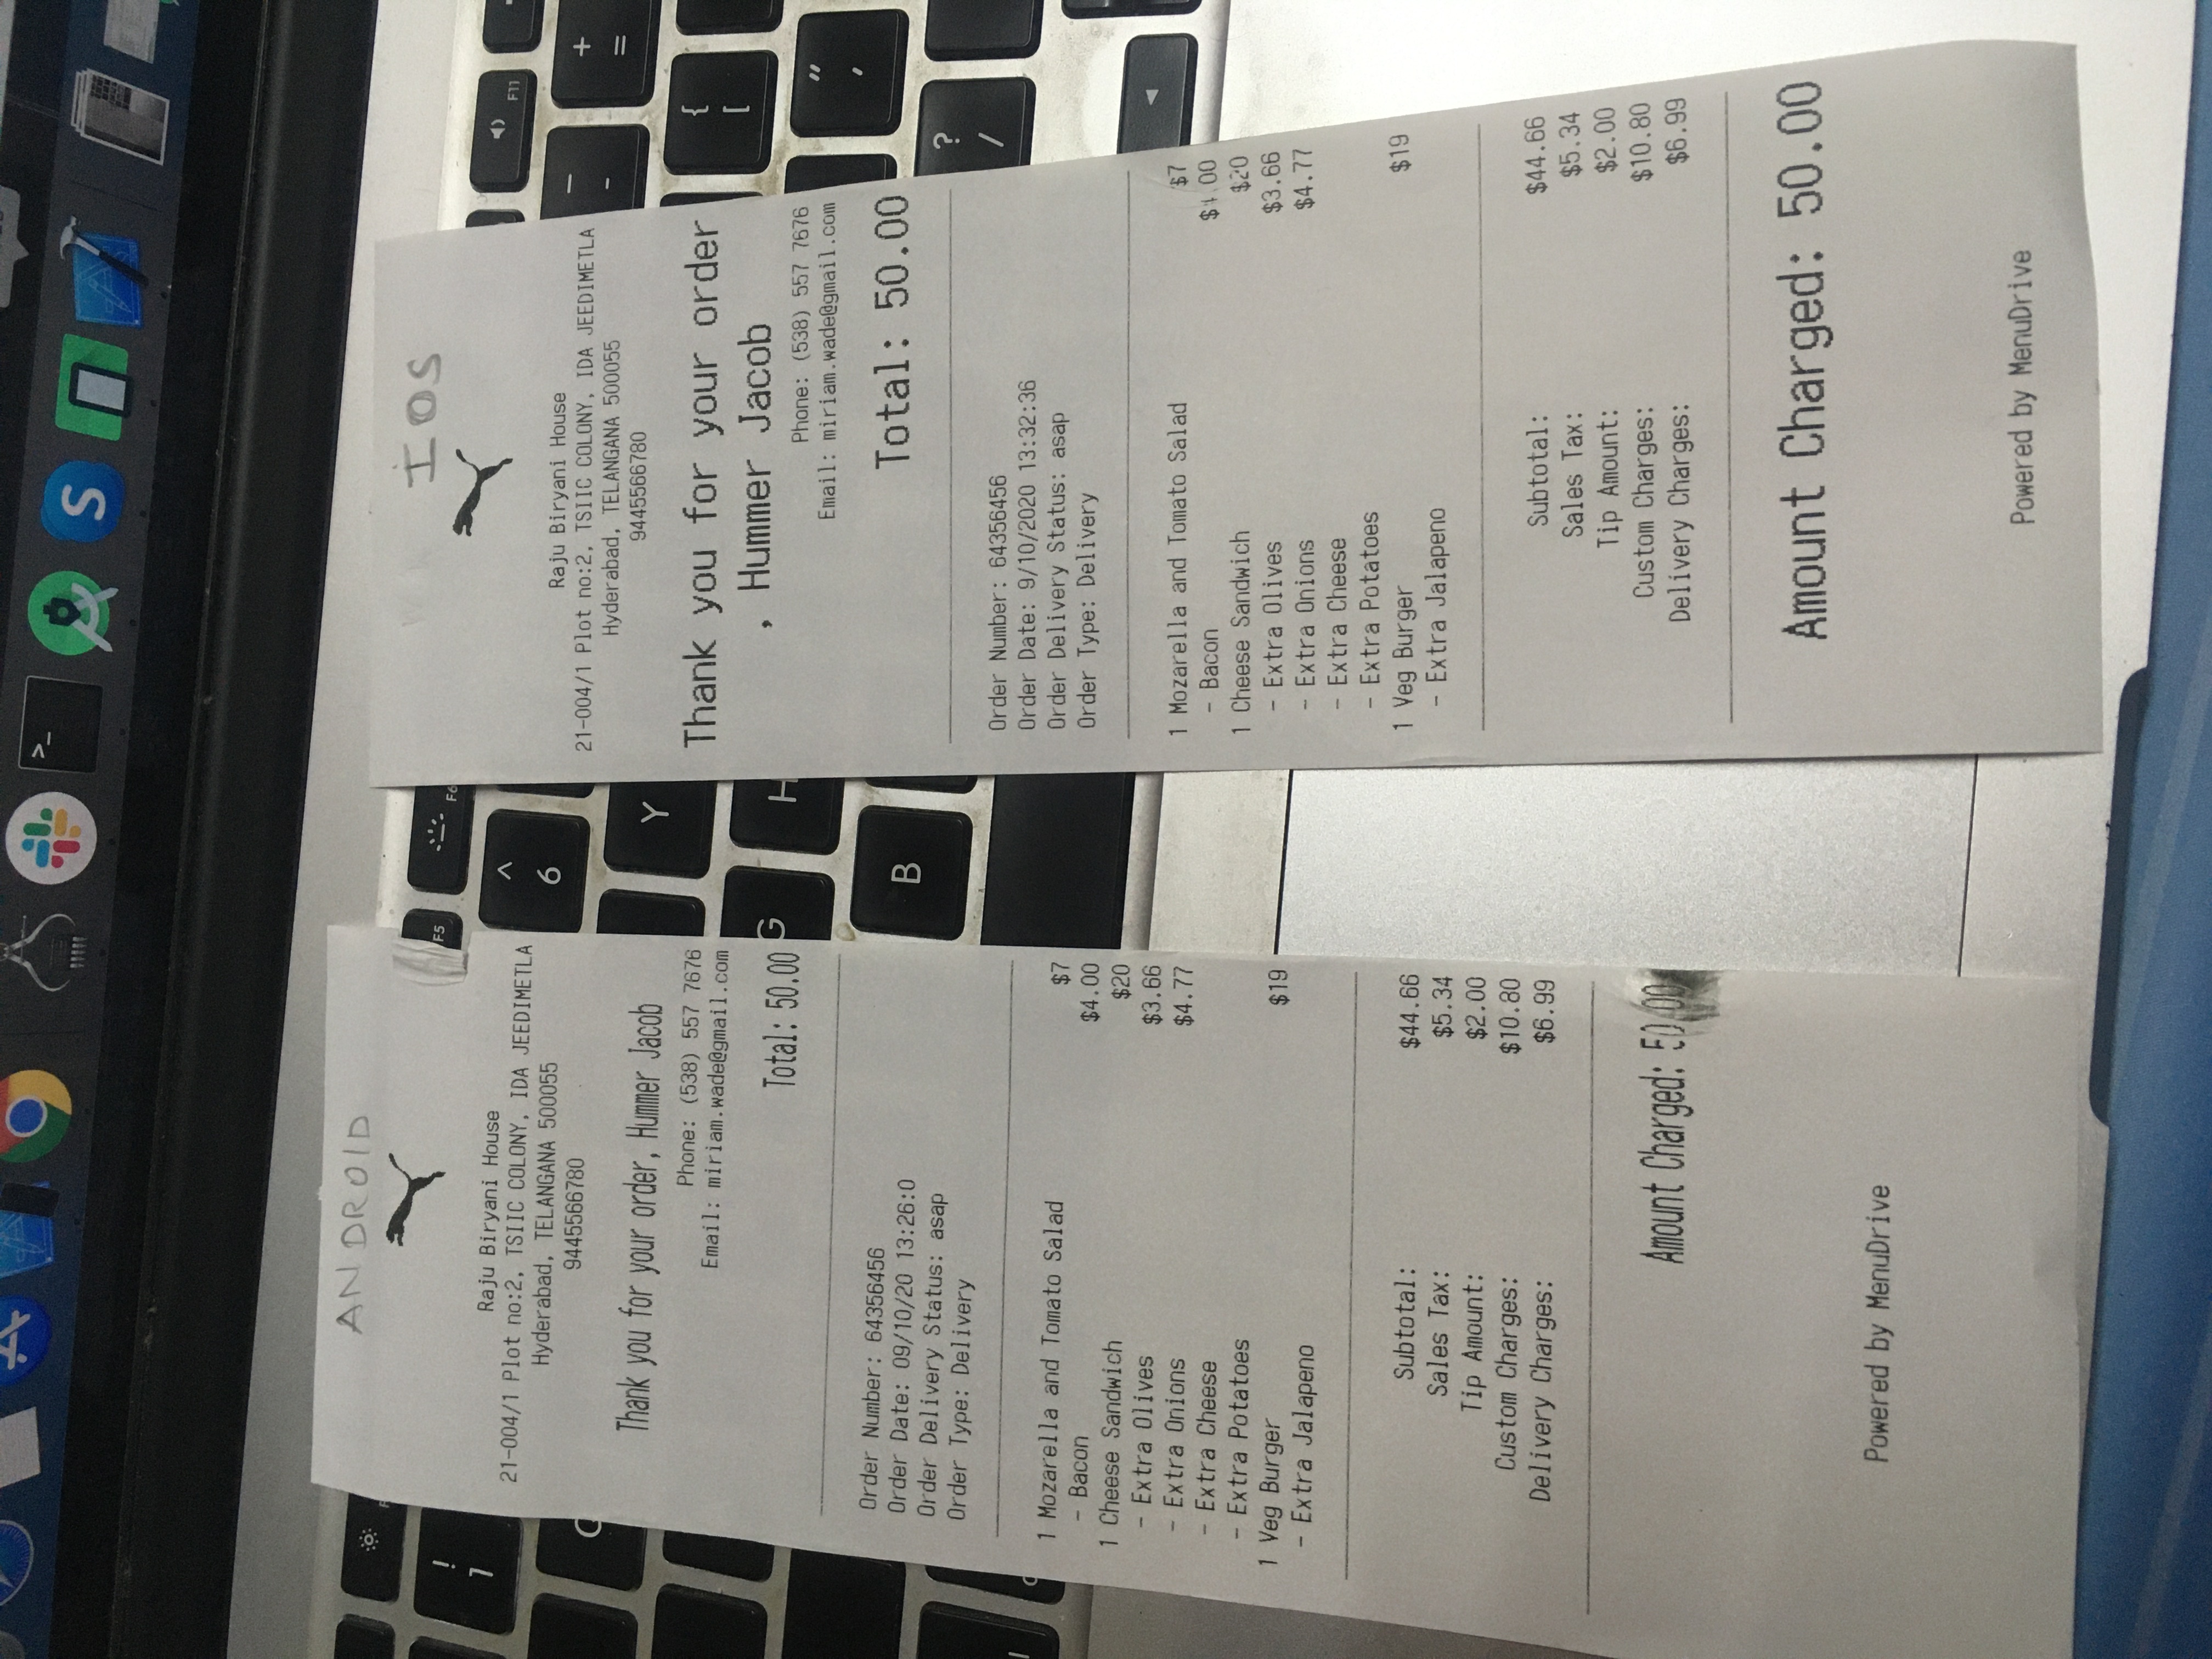 >_
S
ANDROID
Raju Biryani House
21-004/1 Plot no:2, TSIIC COLONY, IDA JEEDIMETLA
Hyderabad, TELANGANA 500055
9445566780
Thank you for your order, Hummer Jacob
Phone: (538) 557 7676
Email: miriam.wade@gmail.com
Total: 50.00
Order Number: 64356456
Order Date: 09/10/20 13:26:0
Order Delivery Status: asap
Order Type: Delivery
1 Mozarella and Tomato Salad $7
- Bacon $4.00
1 Cheese Sandwich $20
- Extra Olives $3.66
- Extra Onions $4.77
- Extra Cheese
- Extra Potatoes
1 Veg Burger $19
- Extra Jalapeno
Subtotal: $44.66
Sales Tax: $5.34
Tip Amount: $2.00
Custom Charges: $10.80
Delivery Charges: $6.99
Amount Charged: 50.00
Powered by MenuDrive
IOS
Raju Biryani House
21-004/1 Plot no:2, TSIIC COLONY, IDA JEEDIMETLA
Hyderabad, TELANGANA 500055
9445566780
Thank you for your order
, Hummer Jacob
Phone: (538) 557 7676
Email: miriam.wade@gmail.com
Total: 50.00
Order Number: 64356456
Order Date: 9/10/2020 13:32:36
Order Delivery Status: asap
Order Type: Delivery
1 Mozarella and Tomato Salad $7
- Bacon $4.00
1 Cheese Sandwich $20
- Extra Olives $3.66
- Extra Onions $4.77
- Extra Cheese
- Extra Potatoes
1 Veg Burger $19
- Extra Jalapeno
Subtotal: $44.66
Sales Tax: $5.34
Tip Amount: $2.00
Custom Charges: $10.80
Delivery Charges: $6.99
Amount Charged: 50.00
Powered by MenuDrive
!
1
F5
F6
F11
^
6
-
-
+
=
Y
{
[
G
H
"
,
B
?
/